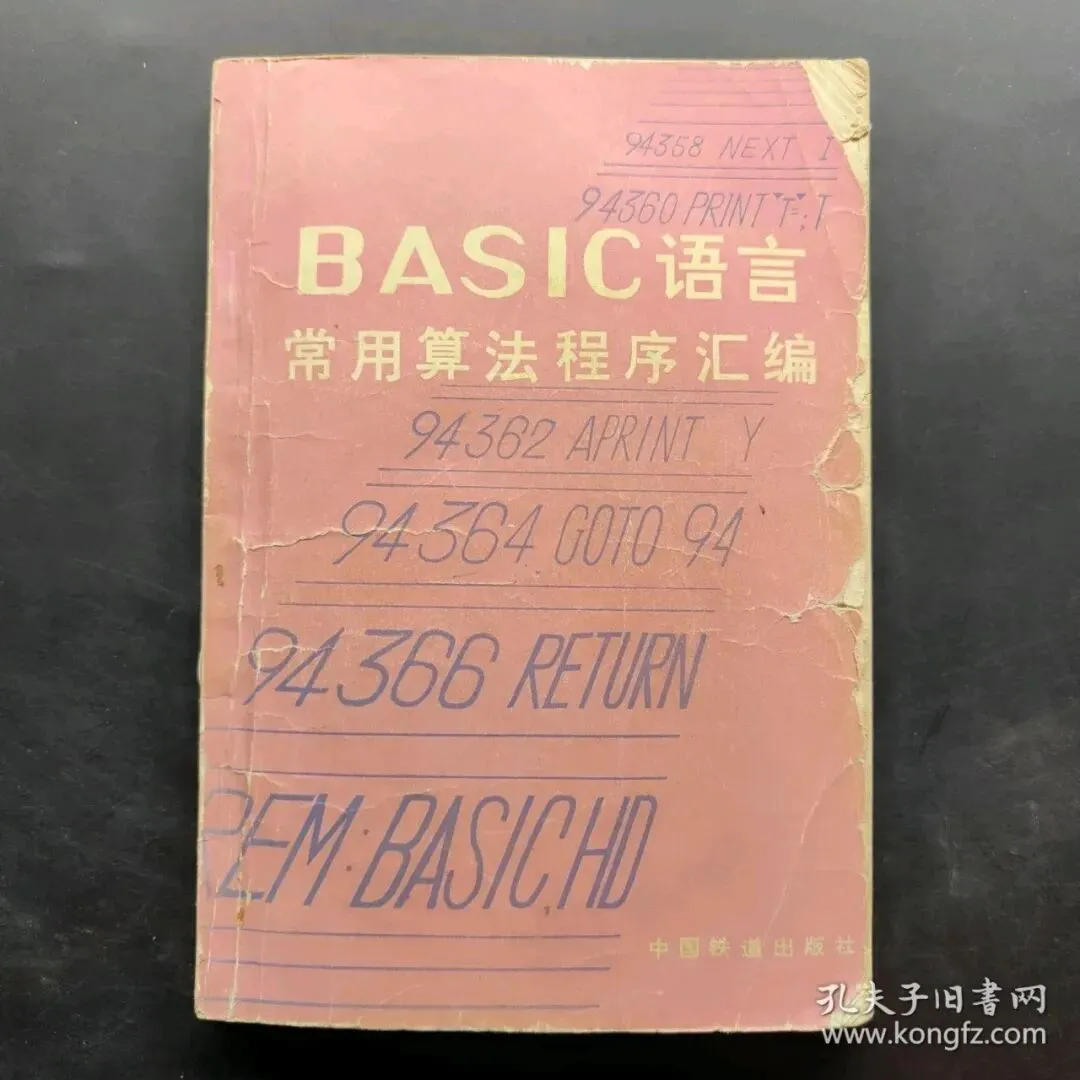 94358 NEXT I
94360 PRINT "T=";T
BASIC语言
常用算法程序汇编
94362 APRINT Y
94364 GOTO 94
94366 RETURN
REM:BASIC,HD
中国铁道出版社
孔夫子旧书网
www.kongfz.com